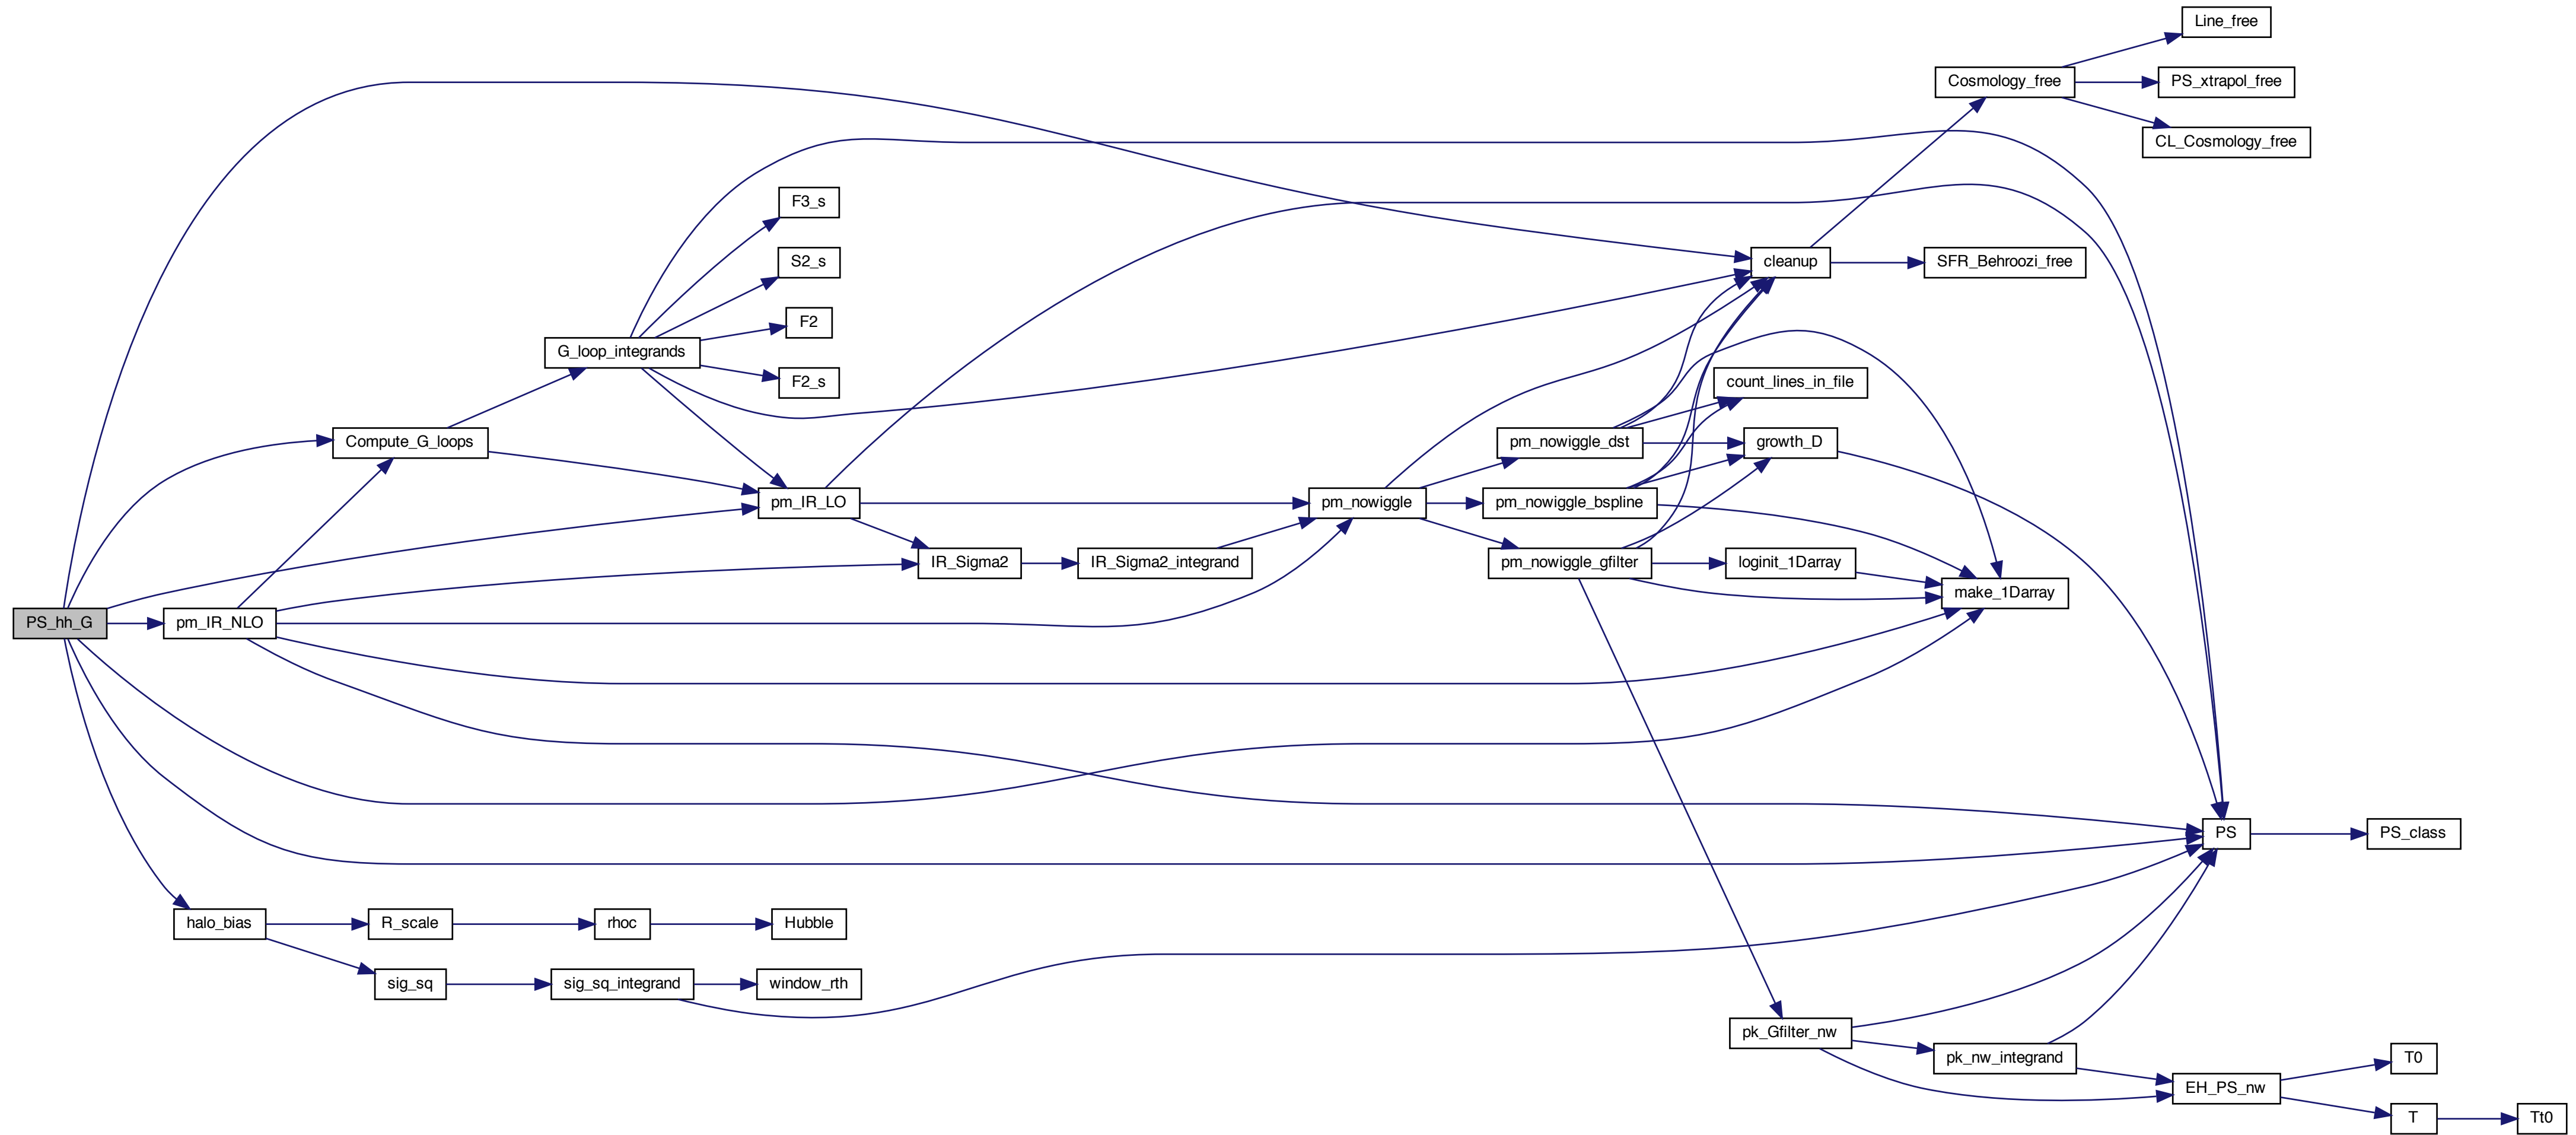 Line_free
Cosmology_free
PS_xtrapol_free
CL_Cosmology_free
F3_s
S2_s
cleanup
SFR_Behroozi_free
F2
G_loop_integrands
F2_s
count_lines_in_file
Compute_G_loops
pm_nowiggle_dst
growth_D
pm_IR_LO
pm_nowiggle
pm_nowiggle_bspline
IR_Sigma2
IR_Sigma2_integrand
pm_nowiggle_gfilter
loginit_1Darray
make_1Darray
PS_hh_G
pm_IR_NLO
PS
PS_class
halo_bias
R_scale
rhoc
Hubble
sig_sq
sig_sq_integrand
window_rth
pk_Gfilter_nw
pk_nw_integrand
T0
EH_PS_nw
T
Tt0